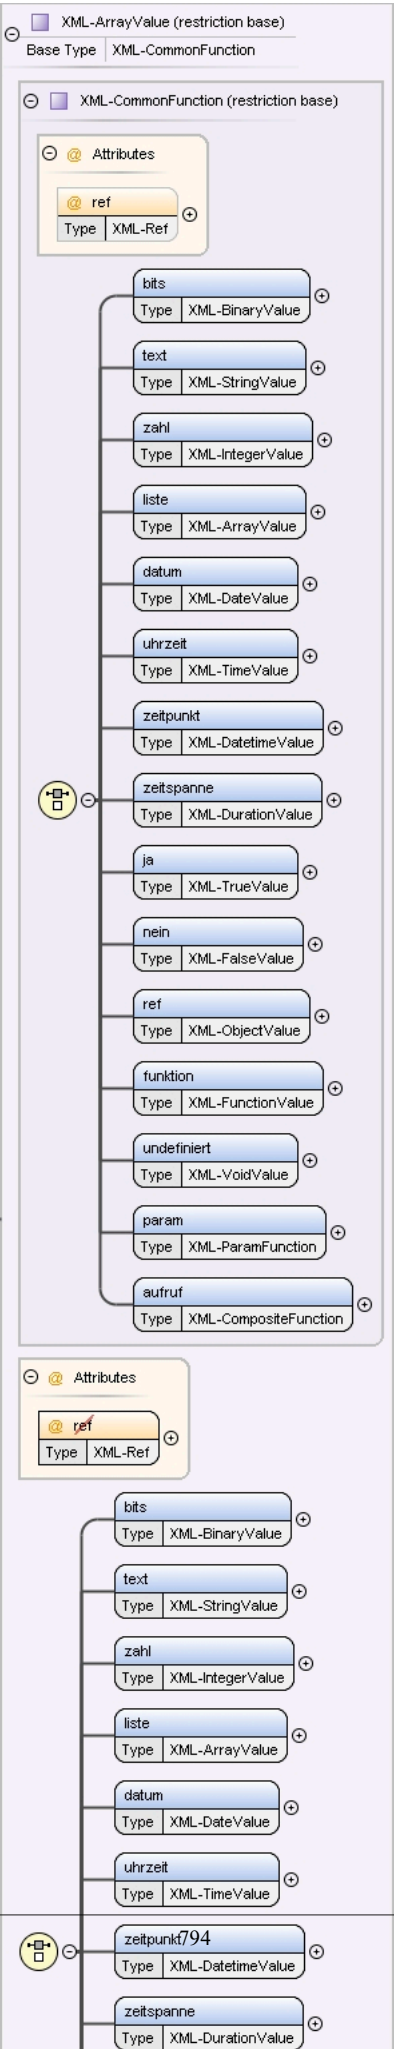 XML-ArrayValue (restriction base)
Base Type XML-CommonFunction
XML-CommonFunction (restriction base)
@ Attributes
@ ref
Type XML-Ref
bits
Type XML-BinaryValue
text
Type XML-StringValue
zahl
Type XML-IntegerValue
liste
Type XML-ArrayValue
datum
Type XML-DateValue
uhrzeit
Type XML-TimeValue
zeitpunkt
Type XML-DatetimeValue
zeitspanne
Type XML-DurationValue
ja
Type XML-TrueValue
nein
Type XML-FalseValue
ref
Type XML-ObjectValue
funktion
Type XML-FunctionValue
undefiniert
Type XML-VoidValue
param
Type XML-ParamFunction
aufruf
Type XML-CompositeFunction
@ Attributes
@ ref
Type XML-Ref
bits
Type XML-BinaryValue
text
Type XML-StringValue
zahl
Type XML-IntegerValue
liste
Type XML-ArrayValue
datum
Type XML-DateValue
uhrzeit
Type XML-TimeValue
zeitpunkt794
Type XML-DatetimeValue
zeitspanne
Type XML-DurationValue